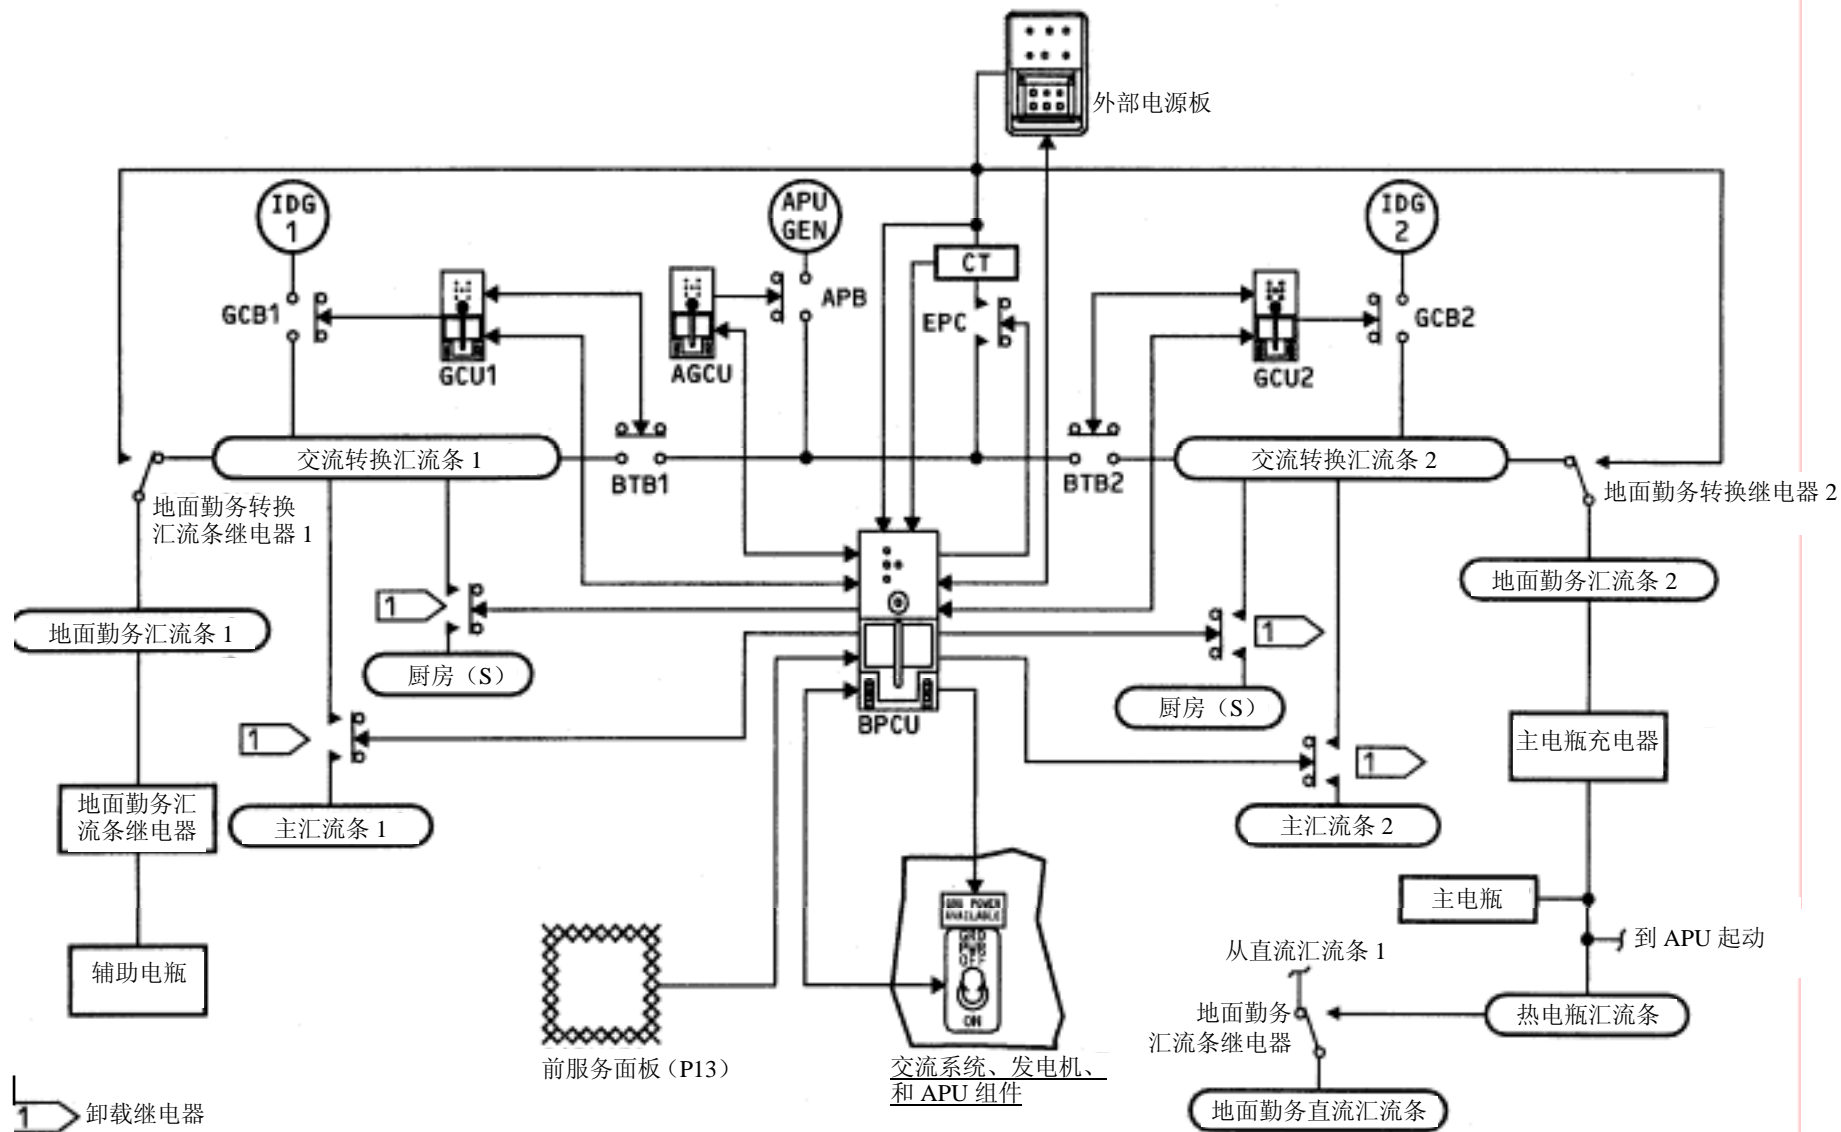 外部电源板
IDG
1
APU
GEN
IDG
2
CT
GCB1
APB
EPC
GCB2
GCU1
AGCU
GCU2
交流转换汇流条 1
BTB1
BTB2
交流转换汇流条 2
地面勤务转换
汇流条继电器 1
地面勤务转换继电器 2
地面勤务汇流条 2
1
地面勤务汇流条 1
1
厨房（S）
厨房（S）
BPCU
1
1
主电瓶充电器
地面勤务汇
流条继电器
主汇流条 1
主汇流条 2
主电瓶
GRD POWER
AVAILABLE
GRD
PWR
OFF
ON
到 APU 起动
从直流汇流条 1
辅助电瓶
热电瓶汇流条
地面勤务
汇流条继电器
前服务面板（P13）
交流系统、发电机、
和 APU 组件
地面勤务直流汇流条
1
卸载继电器